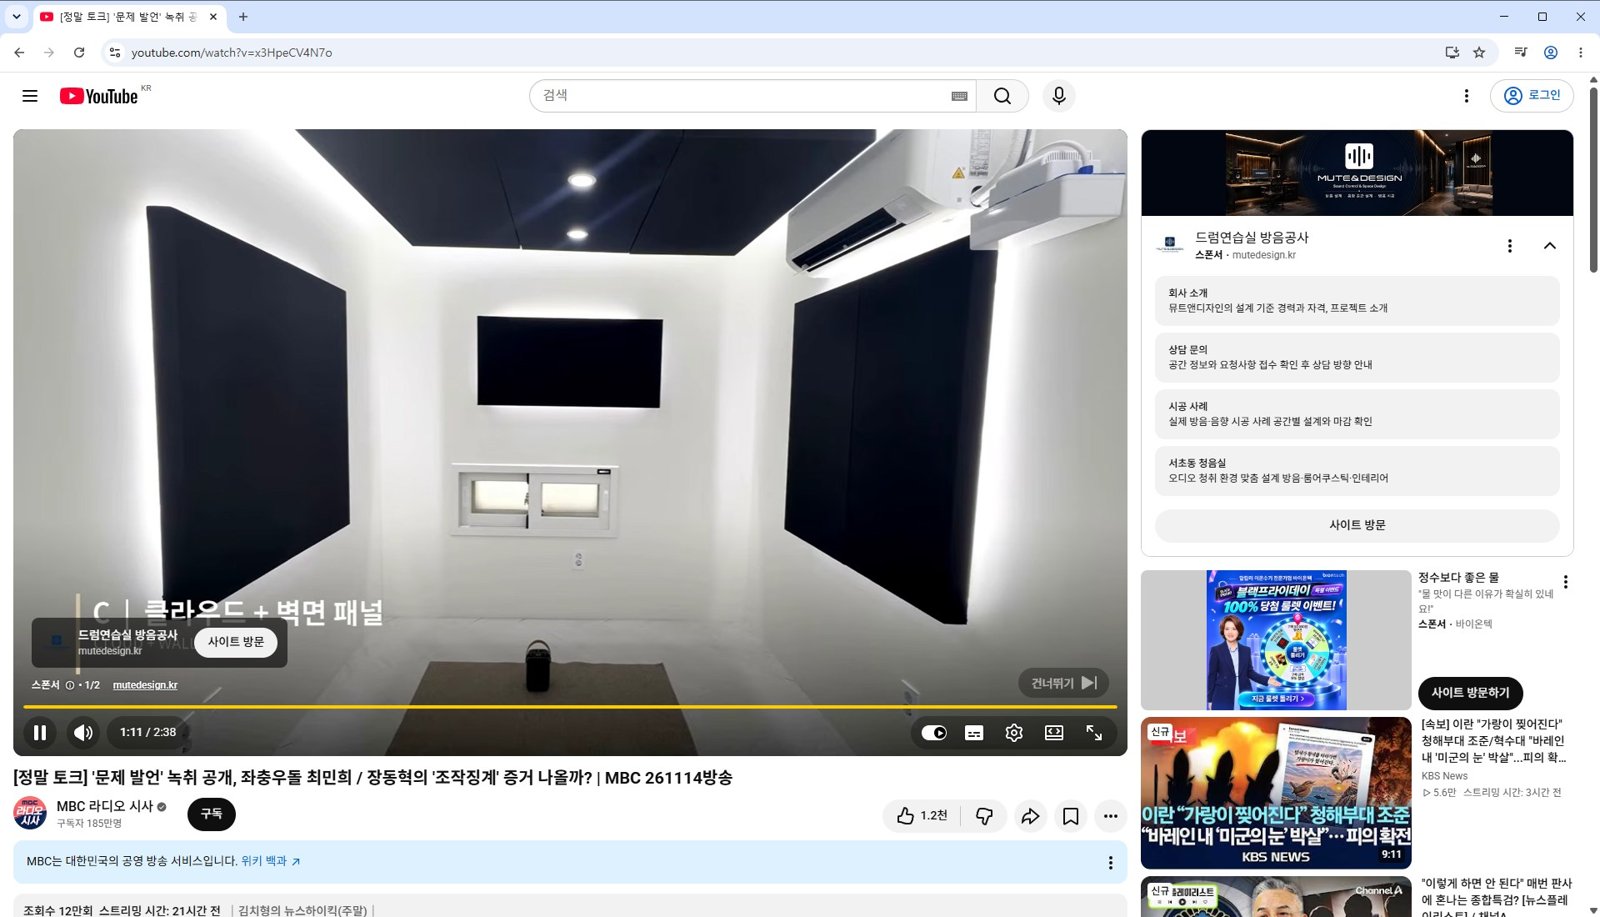 [정말 토크] '문제 발언' 녹취 공
youtube.com/watch?v=x3HpeCV4N7o
YouTube KR
검색
로그인
MUTE&DESIGN
Sound Control & Space Design
드럼연습실 방음공사
스폰서 · mutedesign.kr
회사 소개
뮤트앤디자인의 설계 기준 경력과 자격, 프로젝트 소개
상담 문의
공간 정보와 요청사항 접수 확인 후 상담 방향 안내
시공 사례
실제 방음·음향 시공 사례 공간별 설계와 마감 확인
서초동 청음실
오디오 청취 환경 맞춤 설계 방음·룸어쿠스틱·인테리어
사이트 방문
C | 클라우드 + 벽면 패널
드럼연습실 방음공사
mutedesign.kr
사이트 방문
스폰서 · 1/2 mutedesign.kr
건너뛰기
1:11 / 2:38
[정말 토크] '문제 발언' 녹취 공개, 좌충우돌 최민희 / 장동혁의 '조작징계' 증거 나올까? | MBC 261114방송
MBC 라디오 시사
구독자 185만명
구독
1.2천
MBC는 대한민국의 공영 방송 서비스입니다. 위키 백과
조회수 12만회 스트리밍 시간: 21시간 전 | 김치형의 뉴스하이킥(주말) |
블랙프라이데이
100% 당첨 룰렛 이벤트!
지금 룰렛 돌리기
정수보다 좋은 물
"물 맛이 다른 이유가 확실히 있네
요!"
스폰서 · 바이온텍
사이트 방문하기
신규
이란 "가랑이 찢어진다" 청해부대 조준
"바레인 내 '미군의 눈' 박살"… 피의 확전
KBS NEWS
9:11
[속보] 이란 "가랑이 찢어진다"
청해부대 조준/혁수대 "바레인
내 '미군의 눈' 박살"...피의 확...
KBS News
5.6만 스트리밍 시간: 3시간 전
신규
플레이리스트
Channel A
"이렇게 하면 안 된다" 매번 판사
에 혼나는 종합특검? [뉴스플레
이리스트] / 채널A